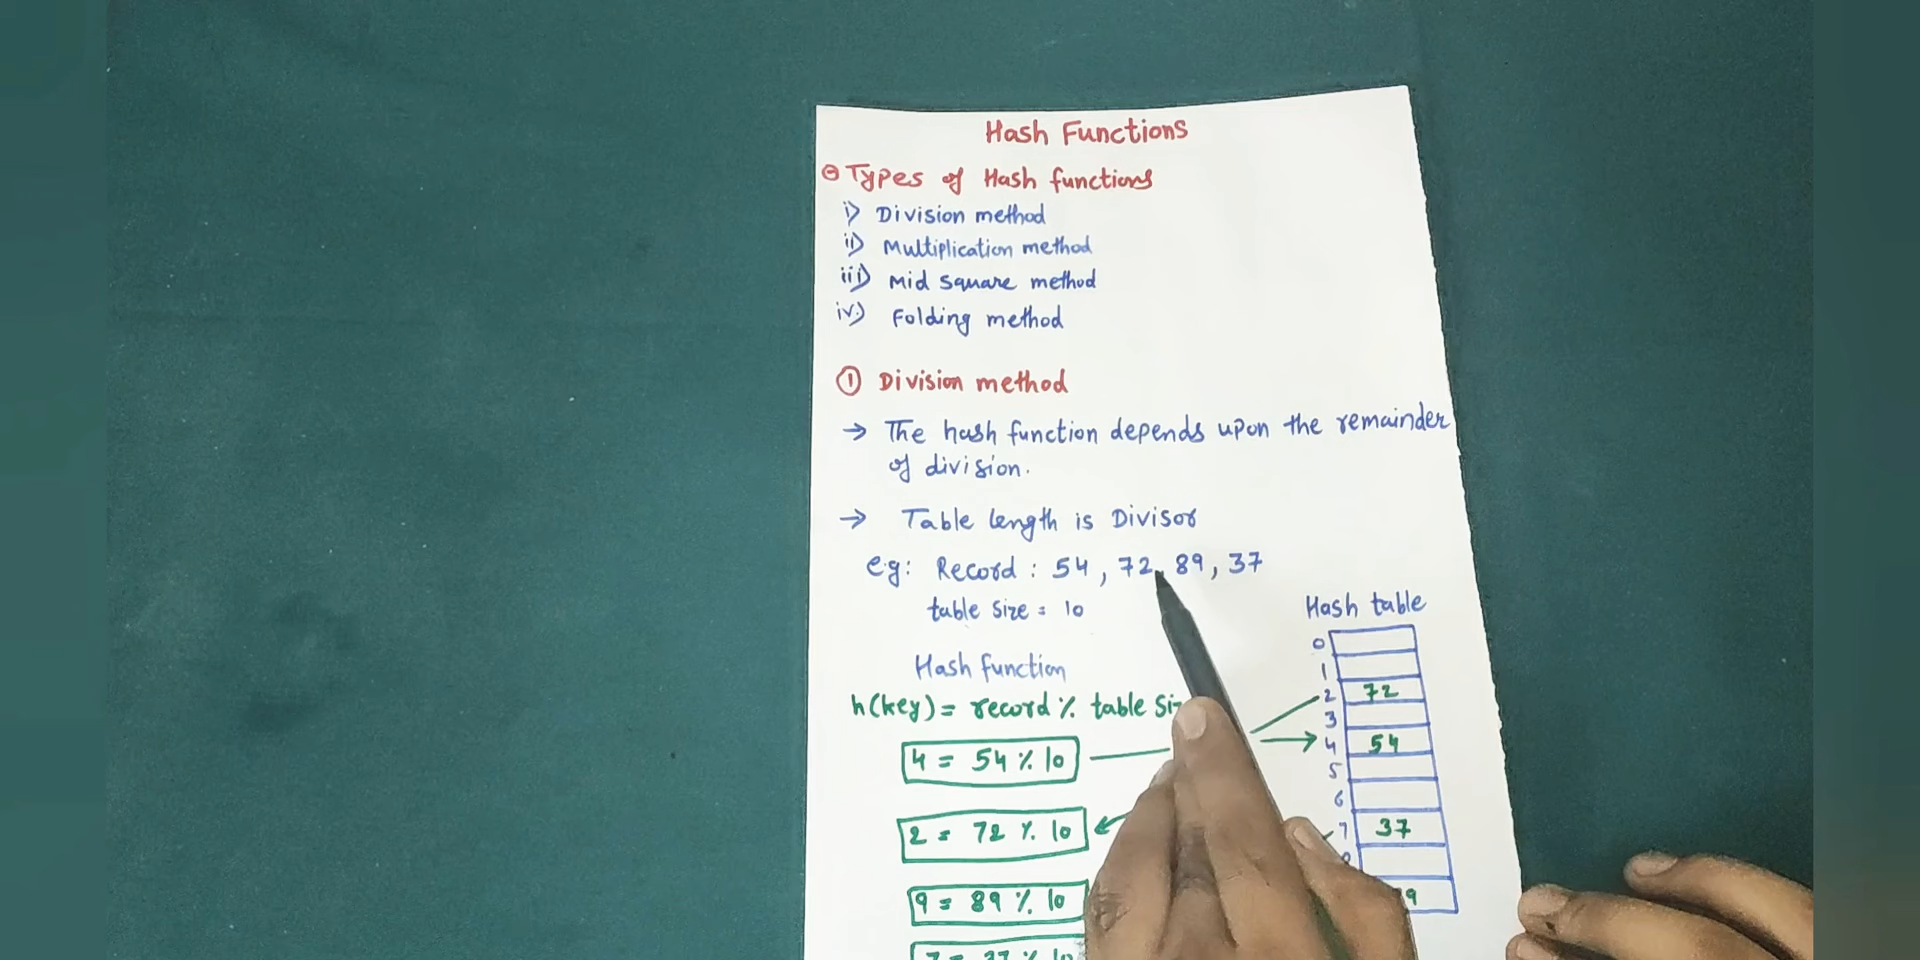 Hash Functions
Types of Hash functions
i) Division method
ii) Multiplication method
iii) Mid square method
iv.) Folding method
① Division method
→ The hash function depends upon the remainder
of division.
→ Table length is Divisor
eg: Record : 54, 72, 89, 37
table size = 10
Hash table
Hash function
h(key) = record % table
0
1
2 72
3
4 54
5
6
7 37
4 = 54 % 10
2 = 72 % 10
9 = 89 % 10